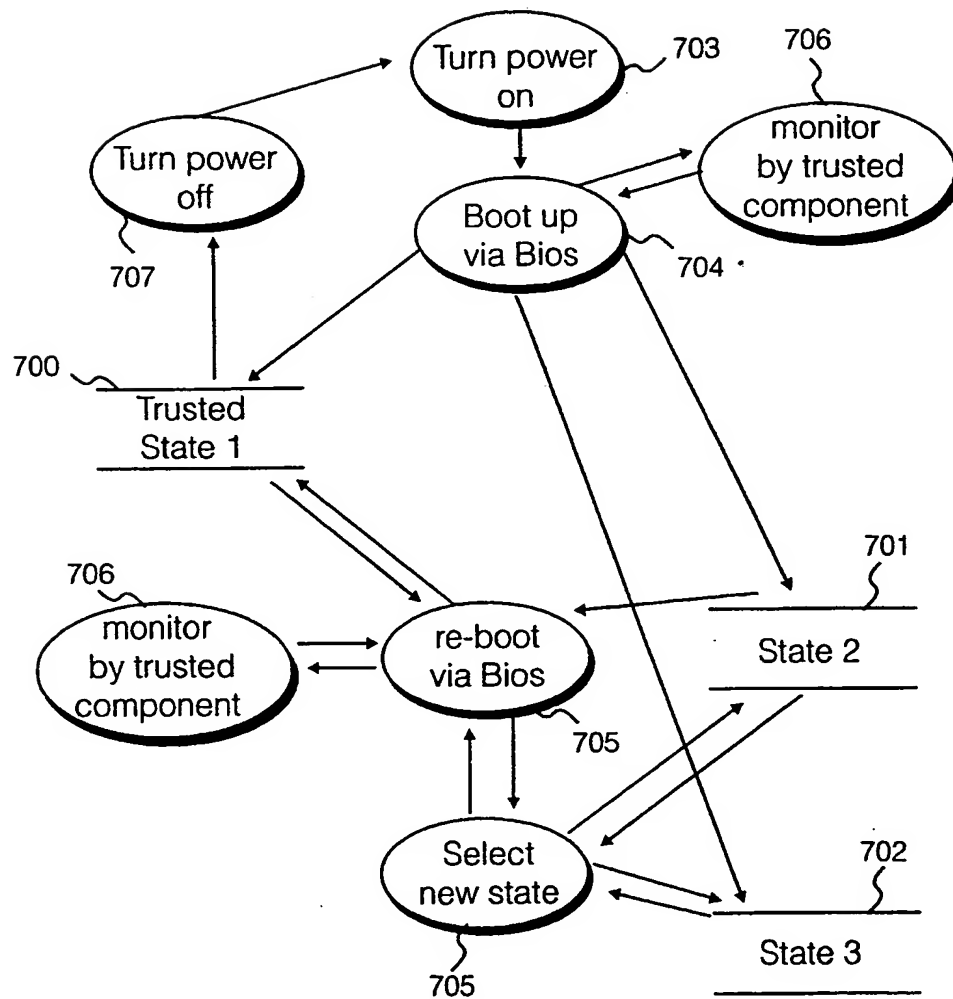 Turn power
on
703
706
monitor
by trusted
component
Turn power
off
707
Boot up
via Bios
704
700
Trusted
State 1
701
State 2
706
monitor
by trusted
component
re-boot
via Bios
705
Select
new state
705
702
State 3